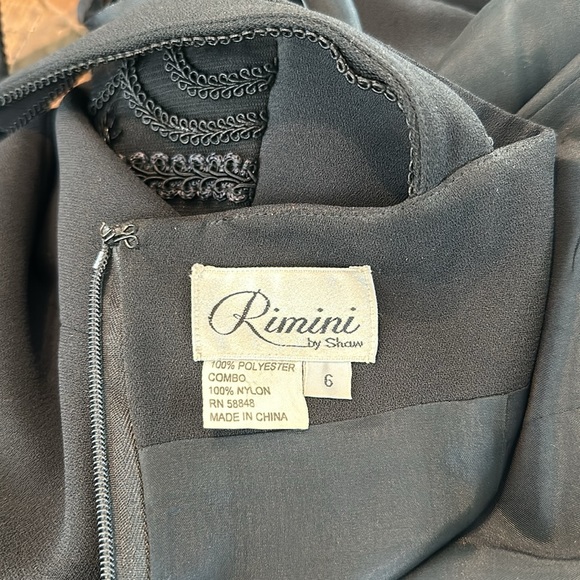 Rimini
by Shaw
100% POLYESTER
COMBO
100% NYLON
RN 58848
MADE IN CHINA
6